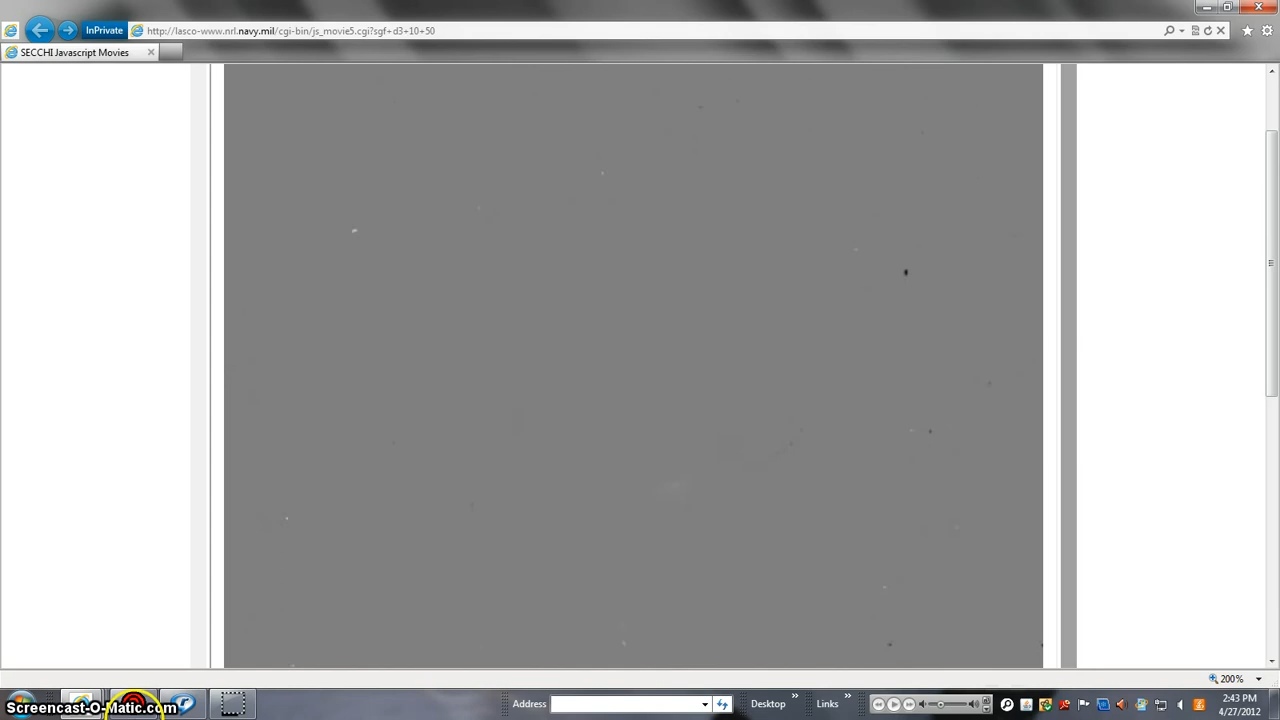 InPrivate
http://lasco-www.nrl.navy.mil/cgi-bin/js_movie5.cgi?sgf+d3+10+50
SECCHI Javascript Movies
200%
Address
Desktop
Links
2:43 PM
4/27/2012
Screencast-O-Matic.com